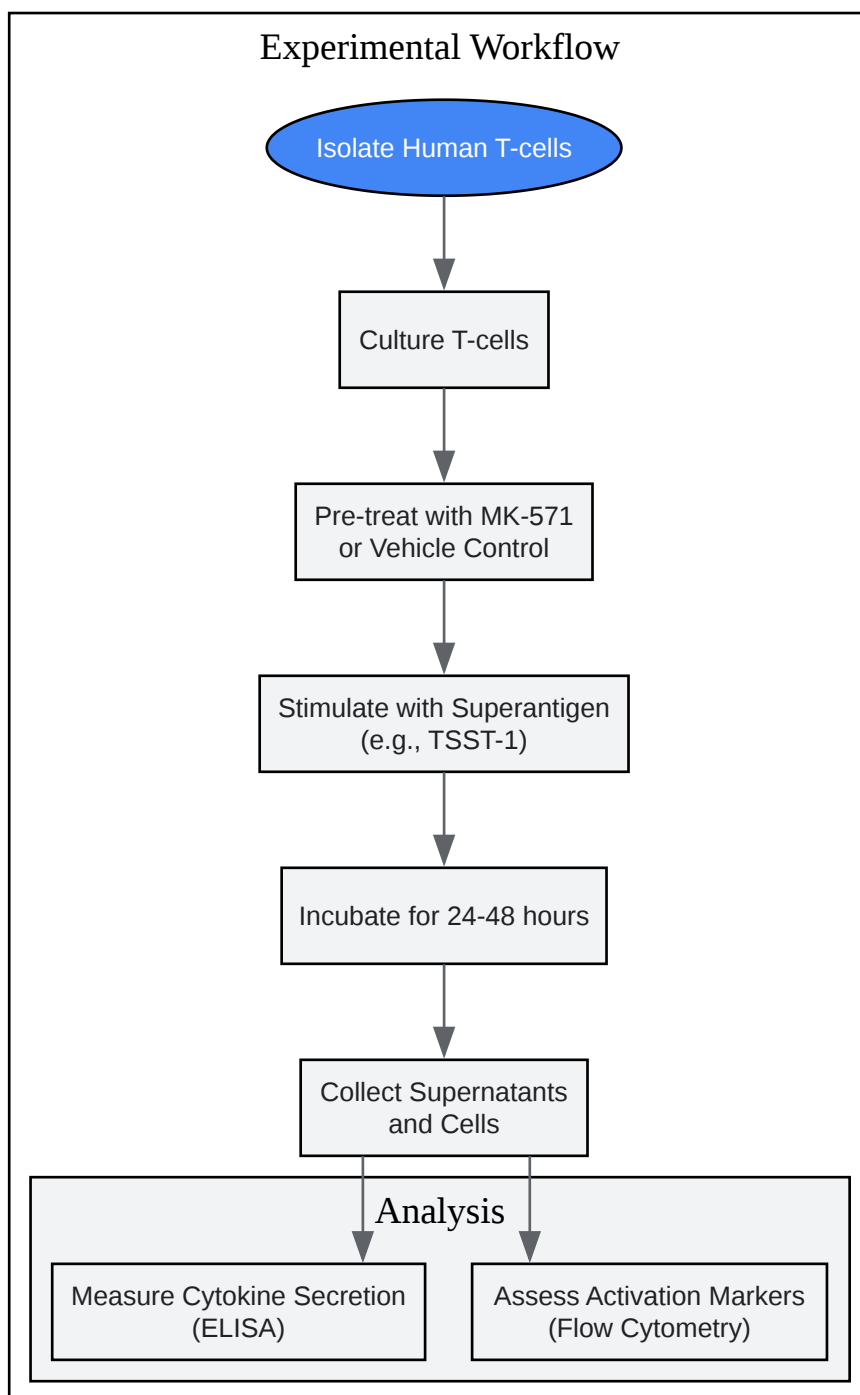 Experimental Workflow
Isolate Human T-cells
Culture T-cells
Pre-treat with MK-571
or Vehicle Control
Stimulate with Superantigen
(e.g., TSST-1)
Incubate for 24-48 hours
Collect Supernatants
and Cells
Analysis
Measure Cytokine Secretion
(ELISA)
Assess Activation Markers
(Flow Cytometry)